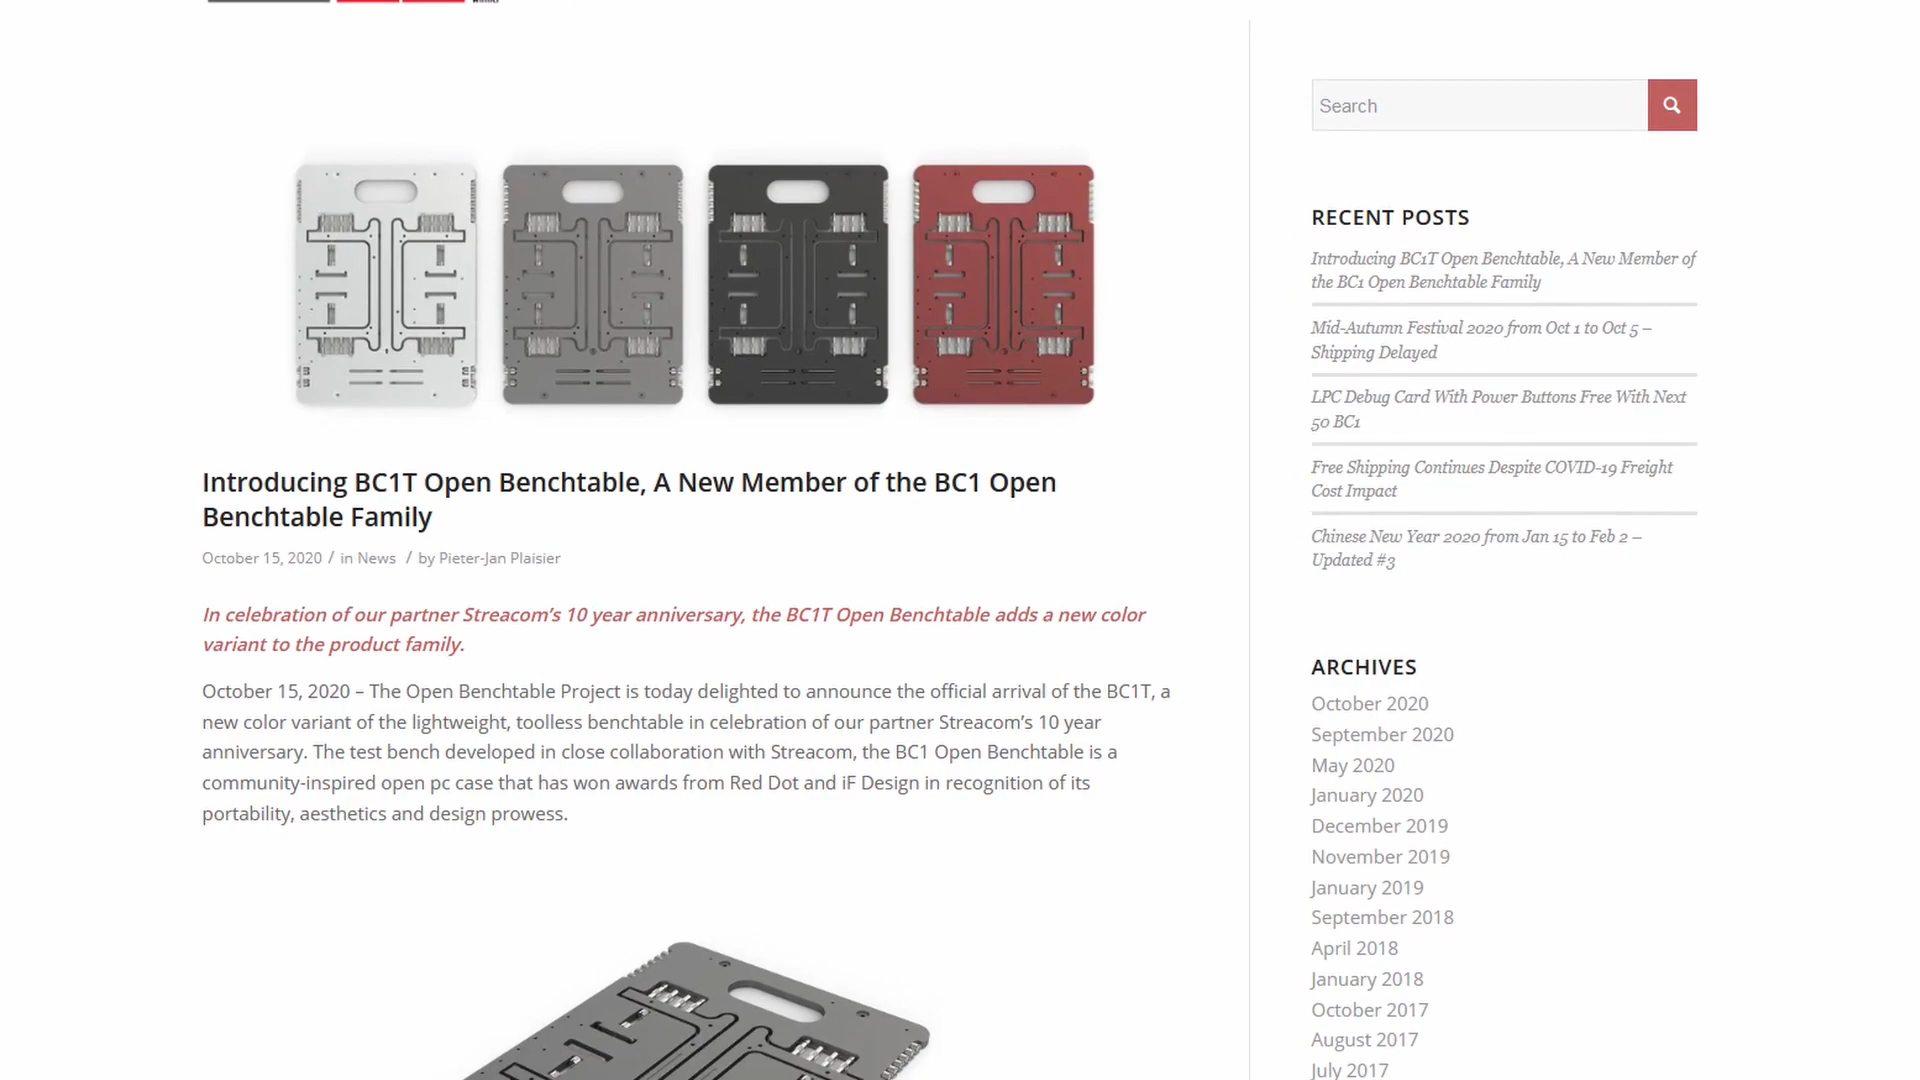 Search
RECENT POSTS
Introducing BC1T Open Benchtable, A New Member of
the BC1 Open Benchtable Family
Mid-Autumn Festival 2020 from Oct 1 to Oct 5 –
Shipping Delayed
LPC Debug Card With Power Buttons Free With Next
50 BC1
Free Shipping Continues Despite COVID-19 Freight
Cost Impact
Chinese New Year 2020 from Jan 15 to Feb 2 –
Updated #3
ARCHIVES
October 2020
September 2020
May 2020
January 2020
December 2019
November 2019
January 2019
September 2018
April 2018
January 2018
October 2017
August 2017
July 2017
Introducing BC1T Open Benchtable, A New Member of the BC1 Open
Benchtable Family
October 15, 2020 / in News / by Pieter-Jan Plaisier
In celebration of our partner Streacom’s 10 year anniversary, the BC1T Open Benchtable adds a new color
variant to the product family.
October 15, 2020 – The Open Benchtable Project is today delighted to announce the official arrival of the BC1T, a
new color variant of the lightweight, toolless benchtable in celebration of our partner Streacom’s 10 year
anniversary. The test bench developed in close collaboration with Streacom, the BC1 Open Benchtable is a
community-inspired open pc case that has won awards from Red Dot and iF Design in recognition of its
portability, aesthetics and design prowess.